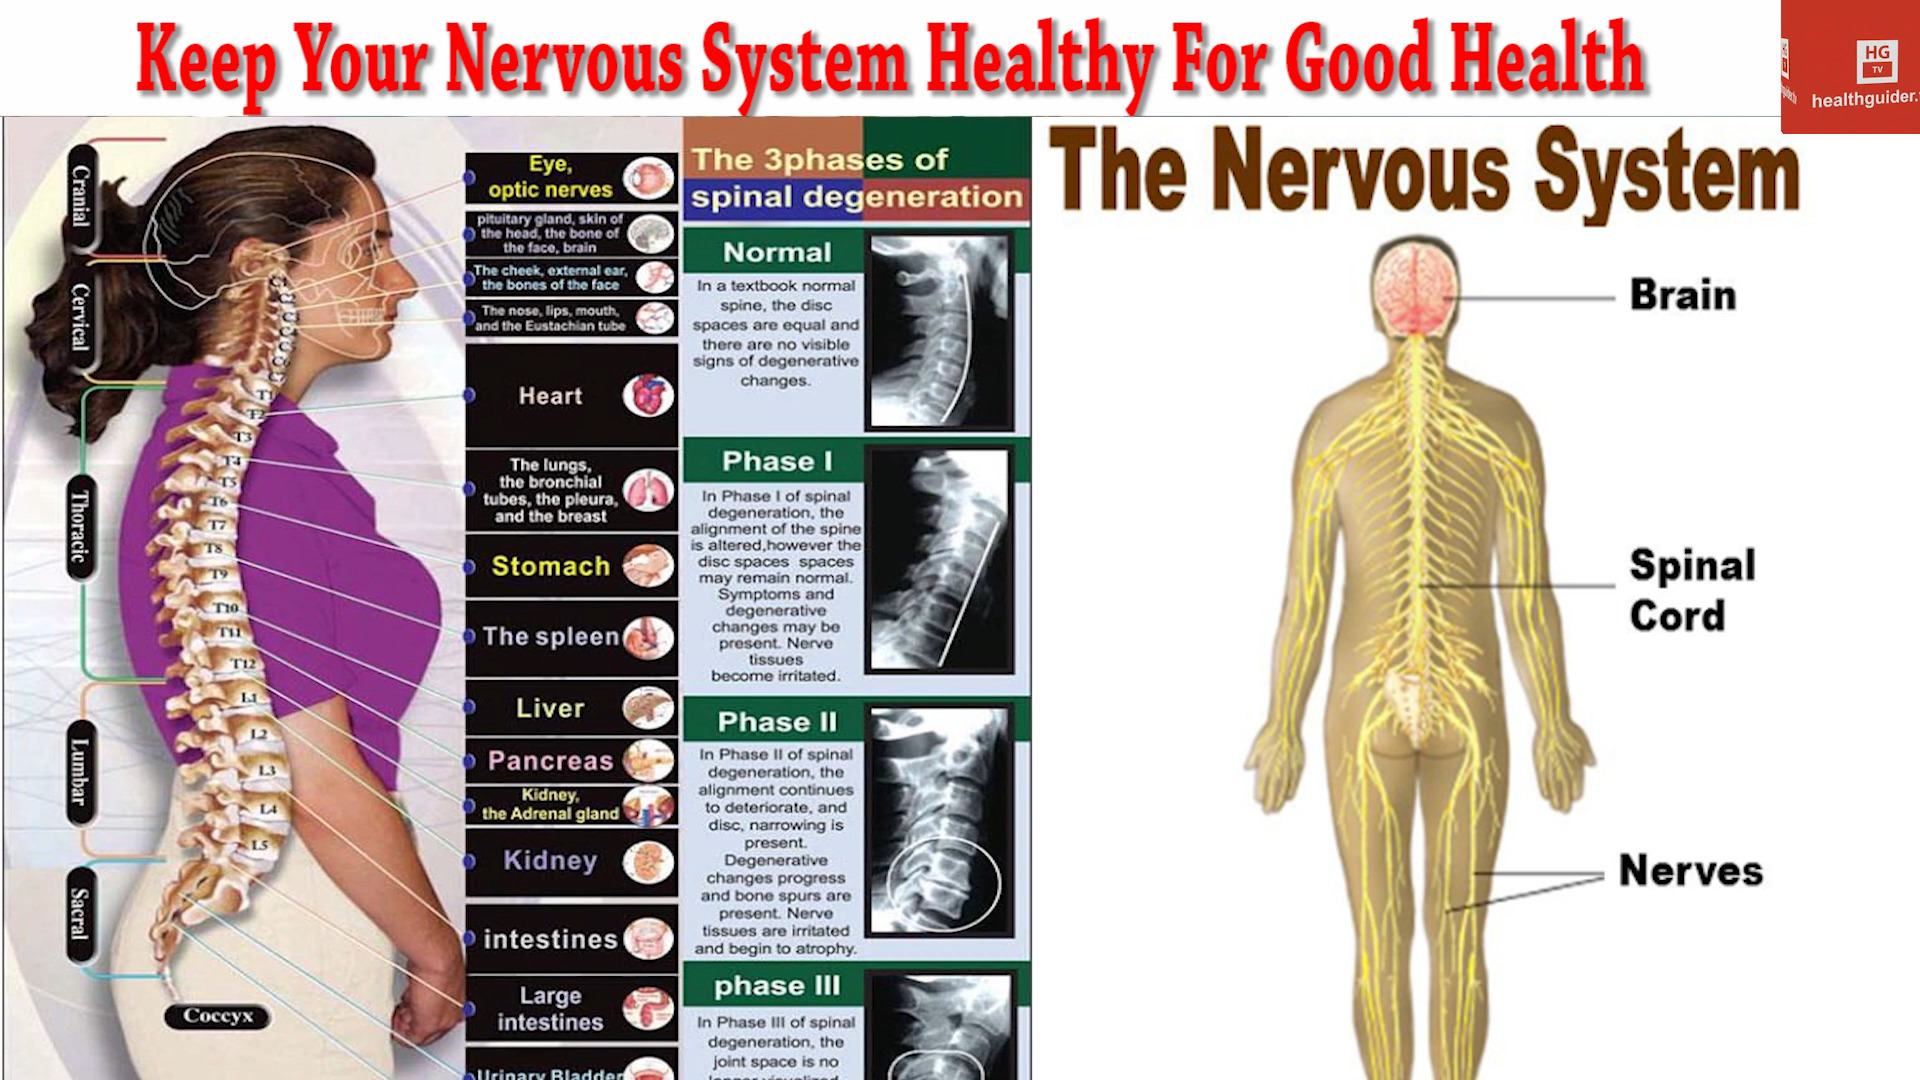 Keep Your Nervous System Healthy For Good Health
HG
TV
healthguider.
Cranial
Cervical
Thoracic
Lumbar
Sacral
Coccyx
T1
T2
T3
T4
T5
T6
T7
T8
T9
T10
T11
T12
L1
L2
L3
L4
L5
Eye,
optic nerves
pituitary gland, skin of
the head, the bone of
the face, brain
The cheek, external ear,
the bones of the face
The nose, lips, mouth,
and the Eustachian tube
Heart
The lungs,
the bronchial
tubes, the pleura,
and the breast
Stomach
The spleen
Liver
Pancreas
Kidney,
the Adrenal gland
Kidney
intestines
Large
intestines
Urinary Bladder
The 3phases of
spinal degeneration
Normal
In a textbook normal
spine, the disc
spaces are equal and
there are no visible
signs of degenerative
changes.
Phase I
In Phase I of spinal
degeneration, the
alignment of the spine
is altered,however the
disc spaces spaces
may remain normal.
Symptoms and
degenerative
changes may be
present. Nerve
tissues
become irritated.
Phase II
In Phase II of spinal
degeneration, the
alignment continues
to deteriorate, and
disc, narrowing is
present.
Degenerative
changes progress
and bone spurs are
present. Nerve
tissues are irritated
and begin to atrophy.
phase III
In Phase III of spinal
degeneration, the
joint space is no
The Nervous System
Brain
Spinal
Cord
Nerves